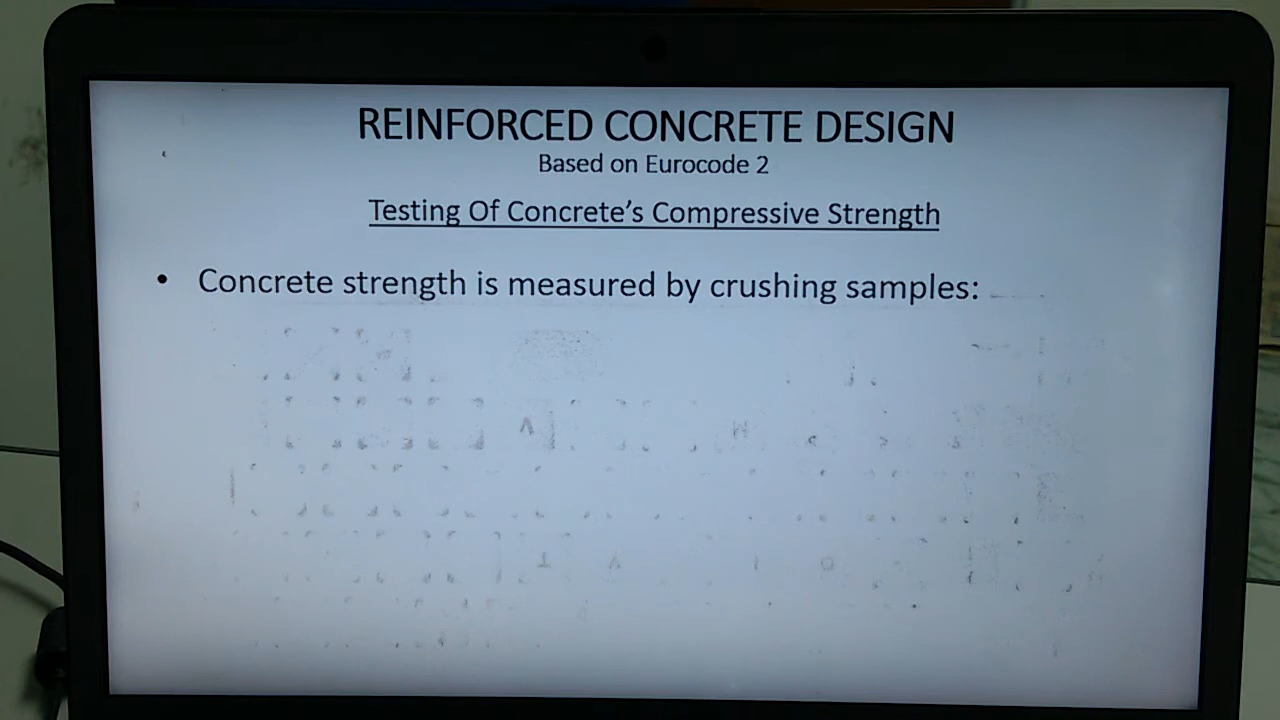 REINFORCED CONCRETE DESIGN
Based on Eurocode 2
Testing Of Concrete's Compressive Strength
• Concrete strength is measured by crushing samples: